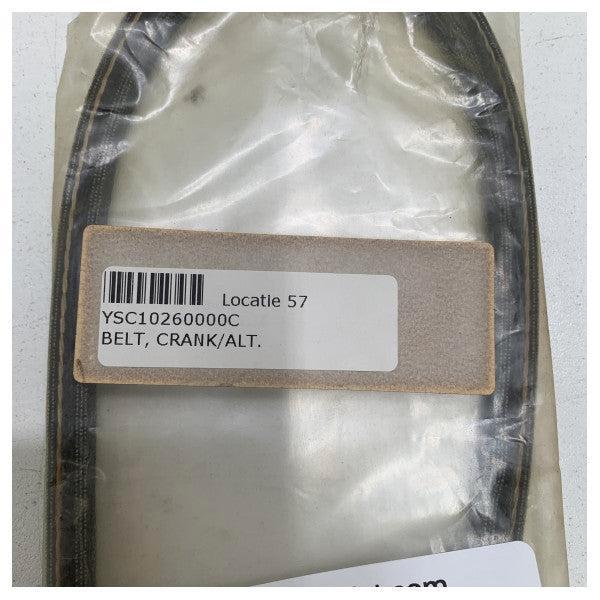 Locatie 57
YSC10260000C
BELT, CRANK/ALT.